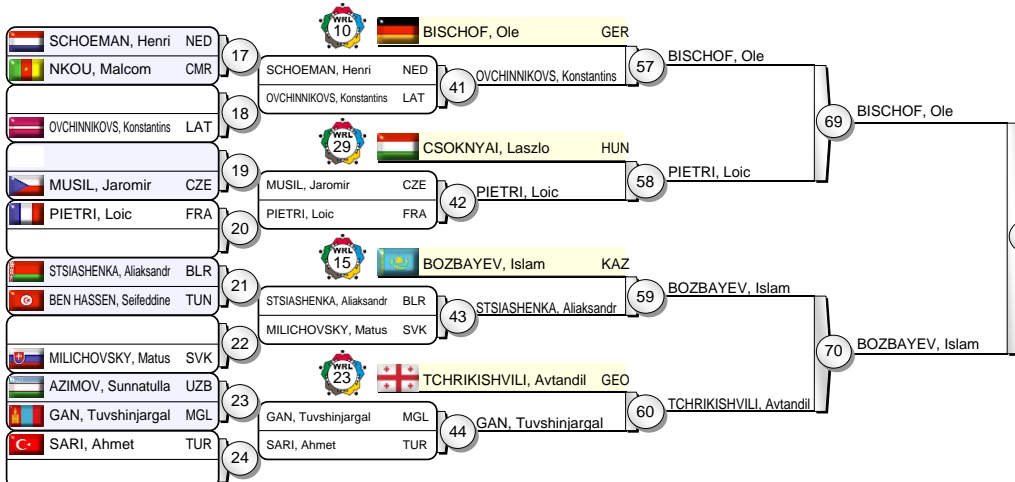 SCHOEMAN, Henri NED
NKOU, Malcom CMR
17
OVCHINNIKOVS, Konstantins LAT
18
MUSIL, Jaromir CZE
19
PIETRI, Loic FRA
20
STSIASHENKA, Aliaksandr BLR
BEN HASSEN, Seifeddine TUN
21
MILICHOVSKY, Matus SVK
22
AZIMOV, Sunnatulla UZB
GAN, Tuvshinjargal MGL
23
SARI, Ahmet TUR
24
WRL
10
BISCHOF, Ole GER
SCHOEMAN, Henri NED
OVCHINNIKOVS, Konstantins LAT
41
OVCHINNIKOVS, Konstantins
57
WRL
29
CSOKNYAI, Laszlo HUN
MUSIL, Jaromir CZE
PIETRI, Loic FRA
42
PIETRI, Loic
58
WRL
15
BOZBAYEV, Islam KAZ
STSIASHENKA, Aliaksandr BLR
MILICHOVSKY, Matus SVK
43
STSIASHENKA, Aliaksandr
59
WRL
23
TCHRIKISHVILI, Avtandil GEO
GAN, Tuvshinjargal MGL
SARI, Ahmet TUR
44
GAN, Tuvshinjargal
60
BISCHOF, Ole
PIETRI, Loic
69
BOZBAYEV, Islam
TCHRIKISHVILI, Avtandil
70
BISCHOF, Ole
BOZBAYEV, Islam